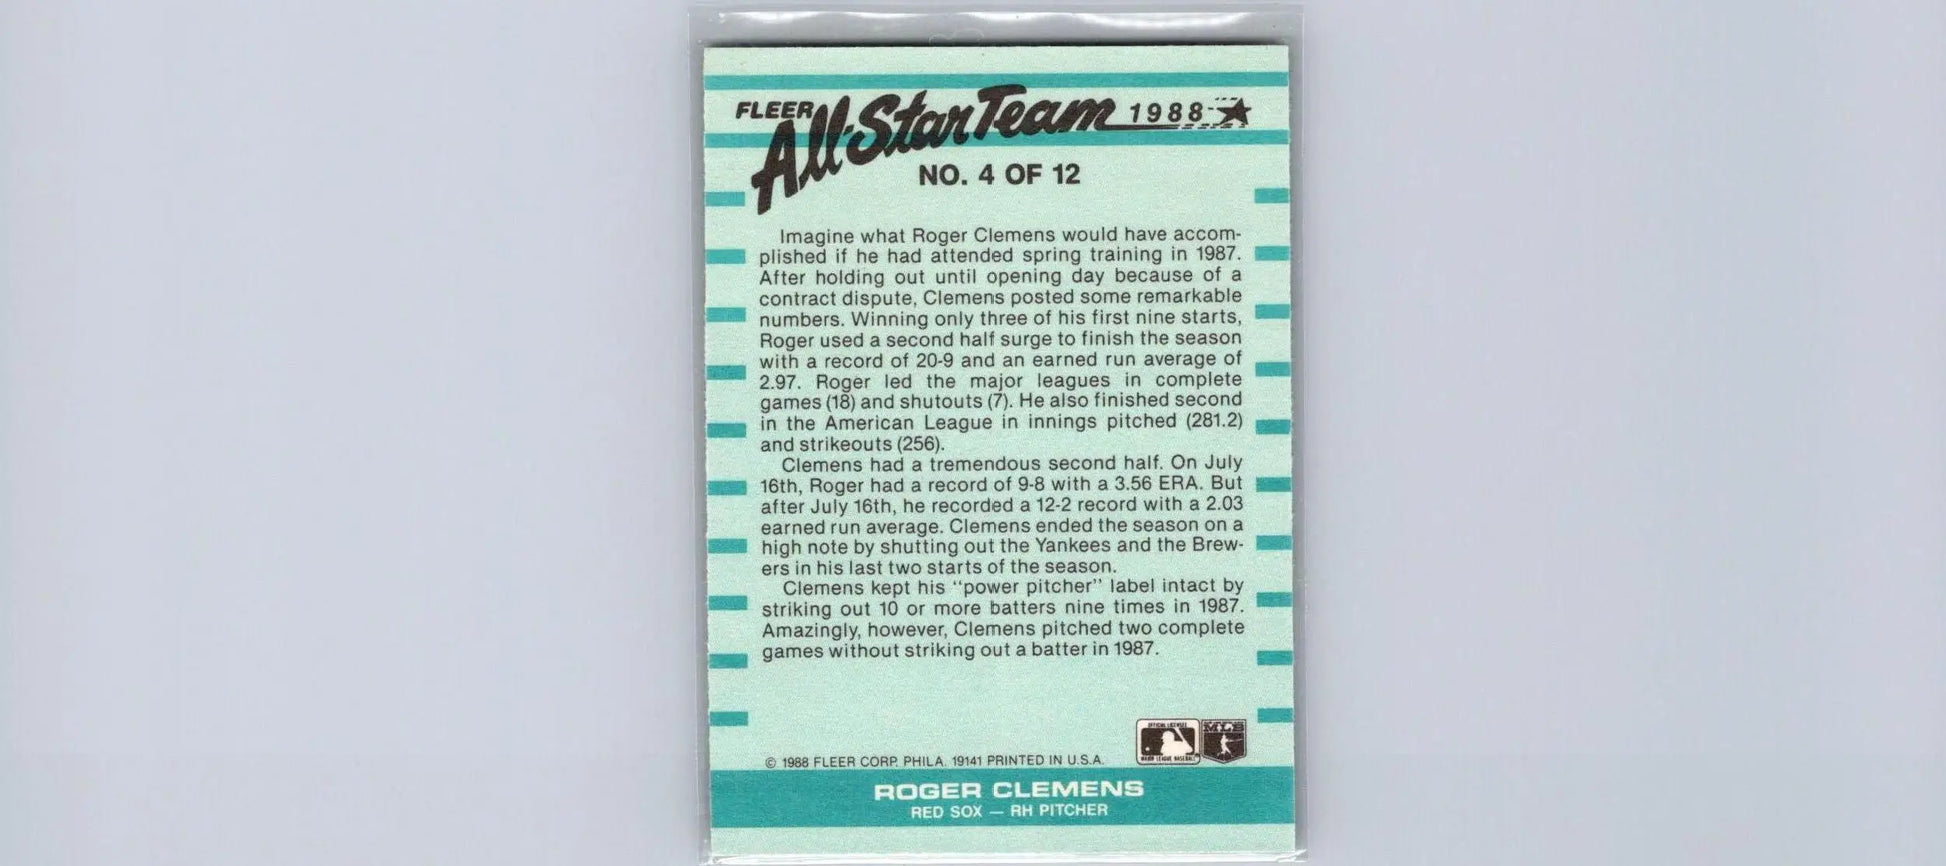 FLEER All-Star Team 1988
NO. 4 OF 12
Imagine what Roger Clemens would have accom-
plished if he had attended spring training in 1987.
After holding out until opening day because of a
contract dispute, Clemens posted some remarkable
numbers. Winning only three of his first nine starts,
Roger used a second half surge to finish the season
with a record of 20-9 and an earned run average of
2.97. Roger led the major leagues in complete
games (18) and shutouts (7). He also finished second
in the American League in innings pitched (281.2)
and strikeouts (256).
Clemens had a tremendous second half. On July
16th, Roger had a record of 9-8 with a 3.56 ERA. But
after July 16th, he recorded a 12-2 record with a 2.03
earned run average. Clemens ended the season on a
high note by shutting out the Yankees and the Brew-
ers in his last two starts of the season.
Clemens kept his "power pitcher" label intact by
striking out 10 or more batters nine times in 1987.
Amazingly, however, Clemens pitched two complete
games without striking out a batter in 1987.
OFFICIAL LICENSEE
MAJOR LEAGUE BASEBALL
MLB
© 1988 FLEER CORP. PHILA. 19141 PRINTED IN U.S.A.
ROGER CLEMENS
RED SOX — RH PITCHER